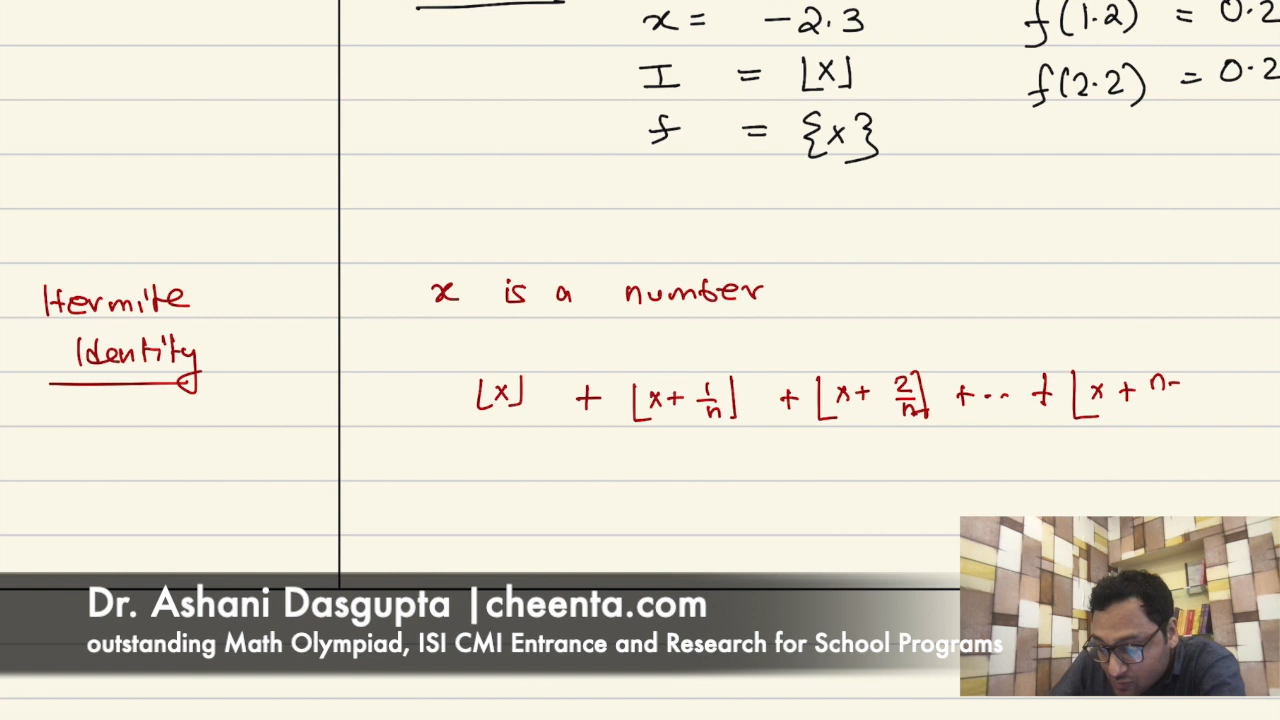 x = -2.3
f(1.2) = 0.2
I = ⌊x⌋
f(2.2) = 0.2
f = {x}
Hermite
Identity
x is a number
⌊x⌋ + ⌊x + 1/n⌋ + ⌊x + 2/n⌋ + ... + ⌊x + n-
Dr. Ashani Dasgupta |cheenta.com
outstanding Math Olympiad, ISI CMI Entrance and Research for School Programs